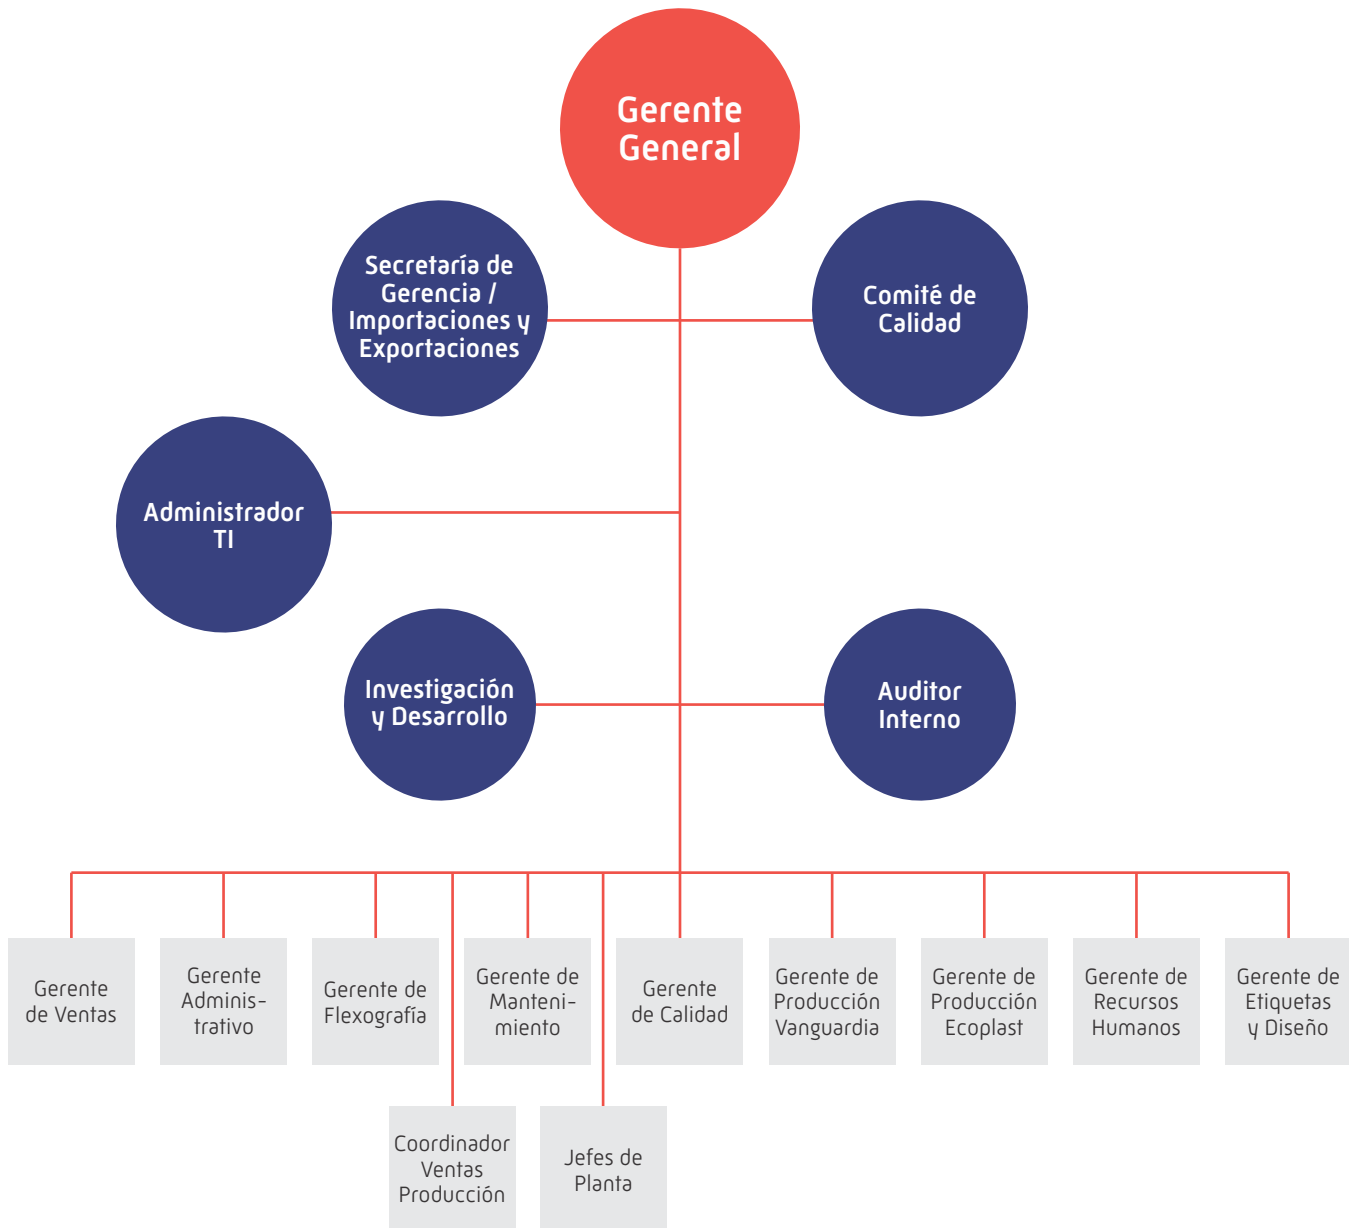 Gerente
General
Secretaría de
Gerencia /
Importaciones y
Exportaciones
Comité de
Calidad
Administrador
TI
Investigación
y Desarrollo
Auditor
Interno
Gerente
de Ventas
Gerente
Adminis-
trativo
Gerente de
Flexografía
Gerente de
Manteni-
miento
Gerente
de Calidad
Gerente de
Producción
Vanguardia
Gerente de
Producción
Ecoplast
Gerente de
Recursos
Humanos
Gerente de
Etiquetas
y Diseño
Coordinador
Ventas
Producción
Jefes de
Planta